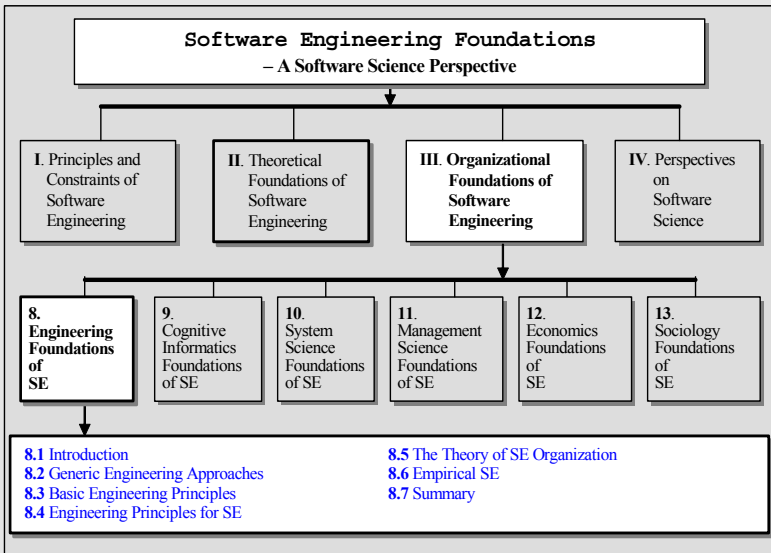 Software Engineering Foundations
– A Software Science Perspective
I. Principles and
Constraints of
Software
Engineering
II. Theoretical
Foundations of
Software
Engineering
III. Organizational
Foundations of
Software
Engineering
IV. Perspectives
on
Software
Science
8.
Engineering
Foundations
of
SE
9.
Cognitive
Informatics
Foundations
of SE
10.
System
Science
Foundations
of SE
11.
Management
Science
Foundations
of SE
12.
Economics
Foundations
of
SE
13.
Sociology
Foundations
of
SE
8.1 Introduction
8.2 Generic Engineering Approaches
8.3 Basic Engineering Principles
8.4 Engineering Principles for SE
8.5 The Theory of SE Organization
8.6 Empirical SE
8.7 Summary